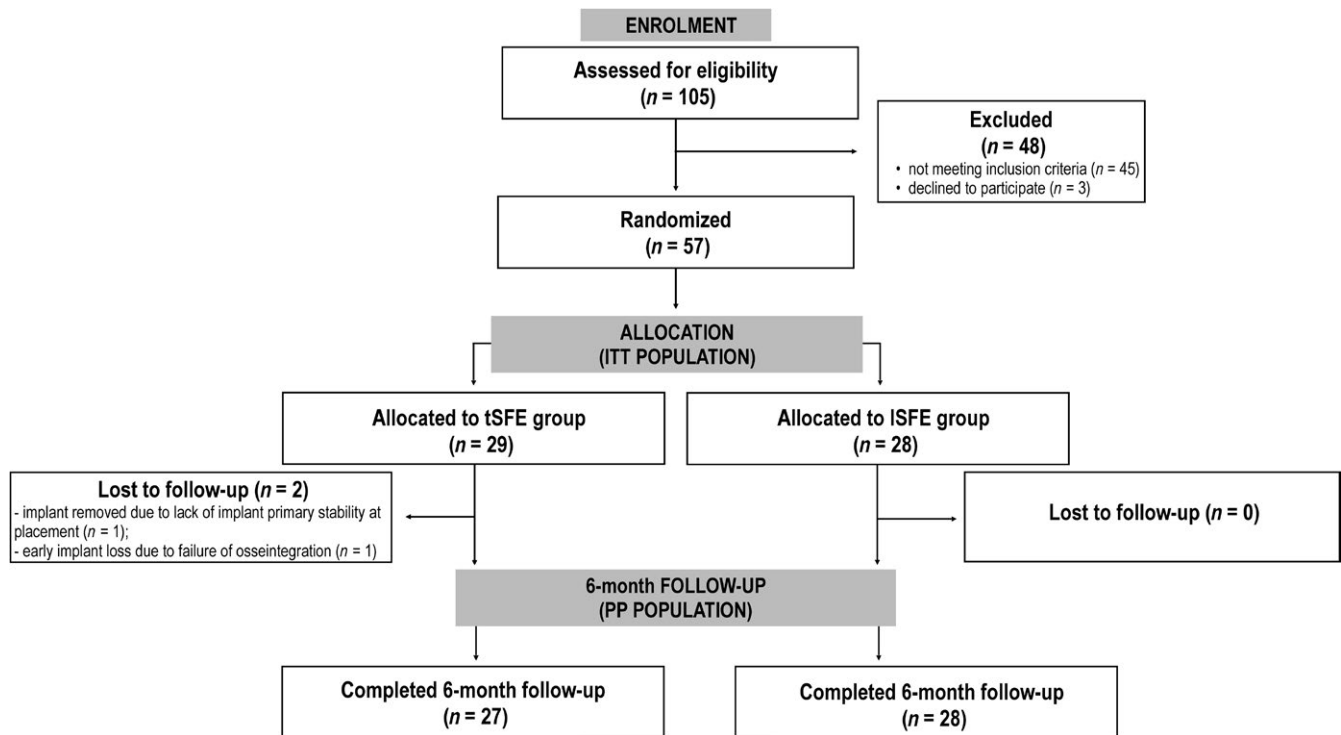 ENROLMENT
Assessed for eligibility
(n = 105)
Excluded
(n = 48)
• not meeting inclusion criteria (n = 45)
• declined to participate (n = 3)
Randomized
(n = 57)
ALLOCATION
(ITT POPULATION)
Allocated to tSFE group
(n = 29)
Allocated to lSFE group
(n = 28)
Lost to follow-up (n = 2)
- implant removed due to lack of implant primary stability at
placement (n = 1);
- early implant loss due to failure of osseintegration (n = 1)
Lost to follow-up (n = 0)
6-month FOLLOW-UP
(PP POPULATION)
Completed 6-month follow-up
(n = 27)
Completed 6-month follow-up
(n = 28)